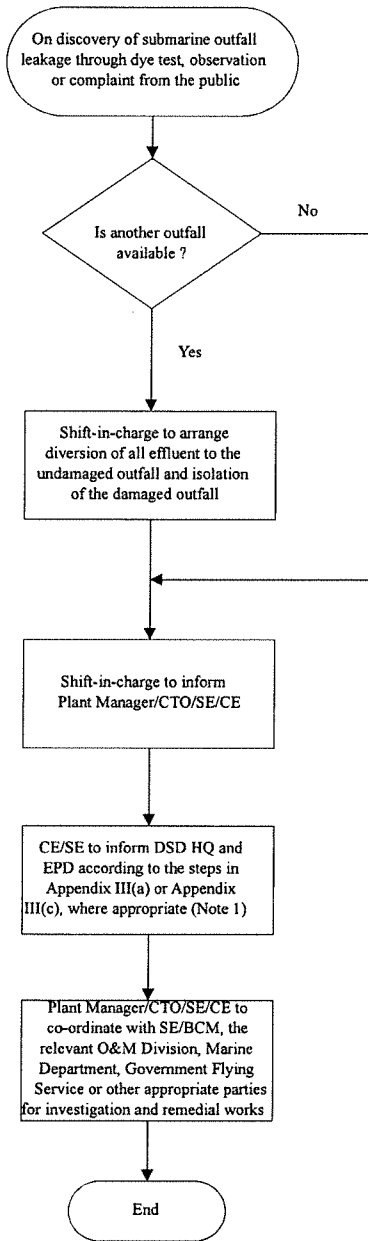 On discovery of submarine outfall
leakage through dye test, observation
or complaint from the public
No
Is another outfall
available ?
Yes
Shift-in-charge to arrange
diversion of all effluent to the
undamaged outfall and isolation
of the damaged outfall
Shift-in-charge to inform
Plant Manager/CTO/SE/CE
CE/SE to inform DSD HQ and
EPD according to the steps in
Appendix III(a) or Appendix
III(c), where appropriate (Note 1)
Plant Manager/CTO/SE/CE to
co-ordinate with SE/BCM, the
relevant O&M Division, Marine
Department, Government Flying
Service or other appropriate parties
for investigation and remedial works
End